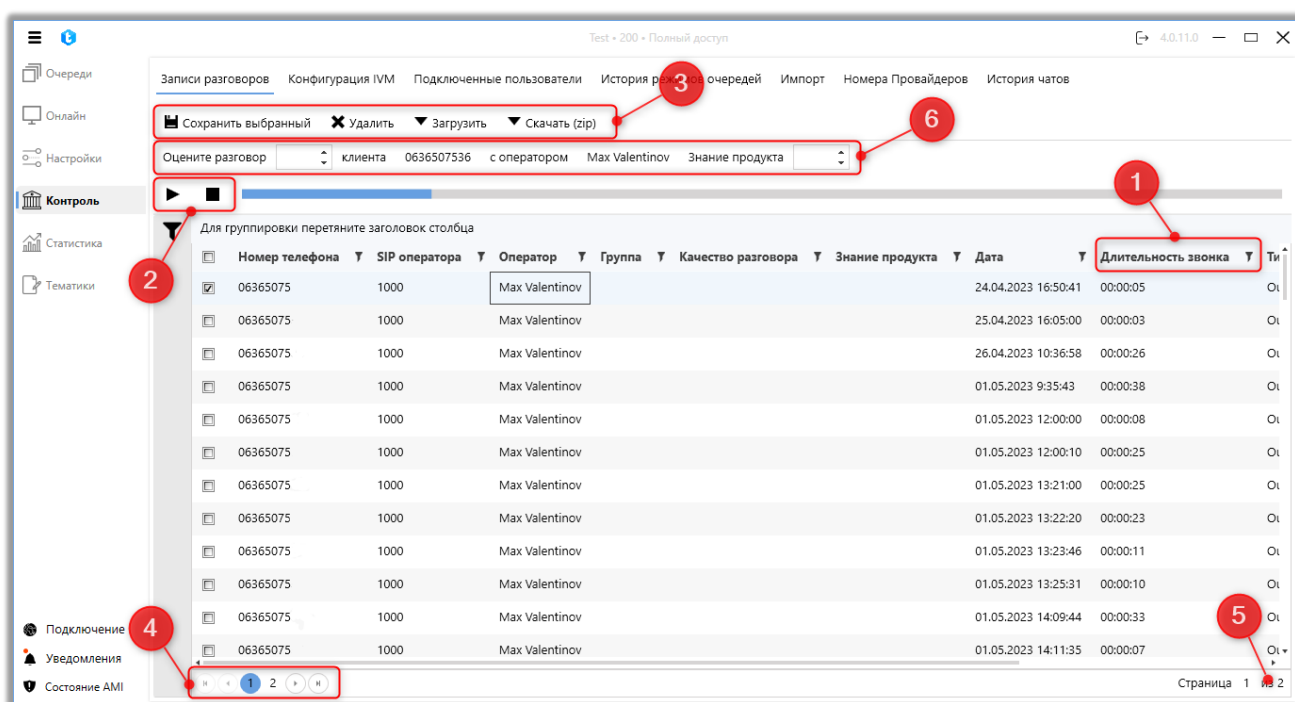 Test • 200 • Полный доступ 4.0.11.0
Очереди
Онлайн
Настройки
Контроль
Статистика
Тематики
Подключение
Уведомления
Состояние AMI
Записи разговоров Конфигурация IVM Подключенные пользователи История режимов очередей Импорт Номера Провайдеров История чатов
3
Сохранить выбранный Удалить Загрузить Скачать (zip)
6
Оцените разговор клиента 0636507536 с оператором Max Valentinov Знание продукта
1
2
Для группировки перетяните заголовок столбца
Номер телефона SIP оператора Оператор Группа Качество разговора Знание продукта Дата Длительность звонка
06365075 1000 Max Valentinov 24.04.2023 16:50:41 00:00:05
06365075 1000 Max Valentinov 25.04.2023 16:05:00 00:00:03
06365075 1000 Max Valentinov 26.04.2023 10:36:58 00:00:26
06365075 1000 Max Valentinov 01.05.2023 9:35:43 00:00:38
06365075 1000 Max Valentinov 01.05.2023 12:00:00 00:00:08
06365075 1000 Max Valentinov 01.05.2023 12:00:10 00:00:25
06365075 1000 Max Valentinov 01.05.2023 13:21:00 00:00:25
06365075 1000 Max Valentinov 01.05.2023 13:22:20 00:00:23
06365075 1000 Max Valentinov 01.05.2023 13:23:46 00:00:11
06365075 1000 Max Valentinov 01.05.2023 13:25:31 00:00:10
06365075 1000 Max Valentinov 01.05.2023 14:09:44 00:00:33
06365075 1000 Max Valentinov 01.05.2023 14:11:35 00:00:07
4
5
1 2 Страница 1 из 2